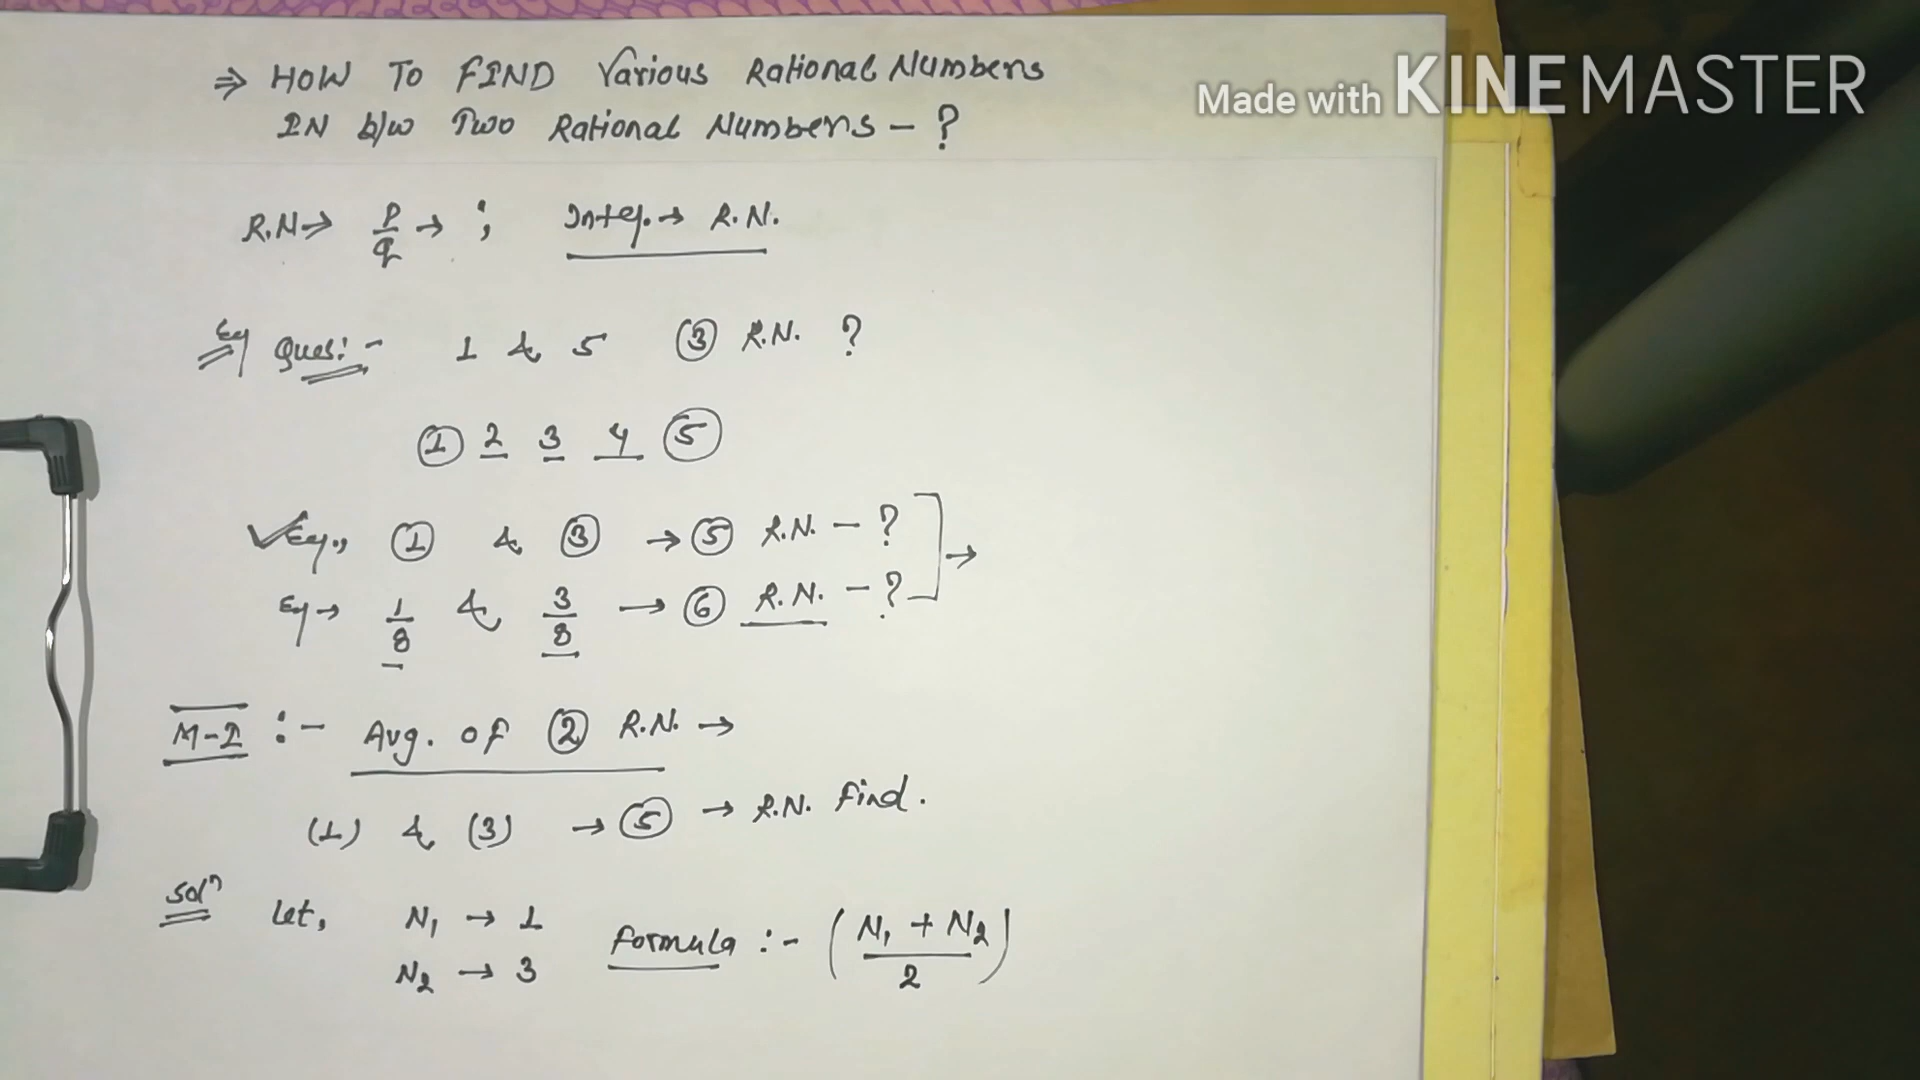 ⇒ HOW TO FIND Various Rational Numbers
IN b/w Two Rational Numbers - ?
Made with KINEMASTER
R.N → p/q → ; Integ. → R.N.
Eg Ques:- 1 & 5 ③ R.N. ?
① 2 3 4 ⑤
✓ Eg., ① & ③ → ⑤ R.N. - ?
Eg → 1/8 & 3/8 → ⑥ R.N. - ?
M-I :- Avg. of ② R.N. →
(1) & (3) → ⑤ → R.N. Find.
Solⁿ Let, N₁ → 1
N₂ → 3
Formula :- (N₁ + N₂ / 2)